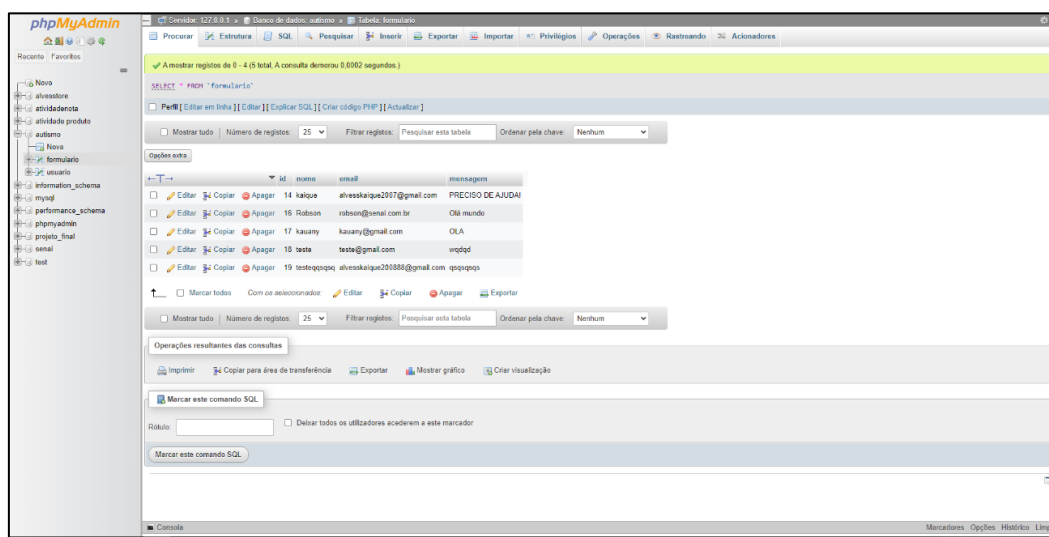 phpMyAdmin
Recente Favoritos
Novo
alvesstore
atividadenota
atividade produto
autismo
Nova
formulario
usuario
information_schema
mysql
performance_schema
phpmyadmin
projeto_final
senai
test
Servidor: 127.0.0.1 » Banco de dados: autismo » Tabela: formulario
Procurar Estrutura SQL Pesquisar Inserir Exportar Importar Privilégios Operações Rastreando Acionadores
A mostrar registos de 0 - 4 (5 total, A consulta demorou 0,0002 segundos.)
SELECT * FROM `formulario`
Perfil [ Editar em linha ] [ Editar ] [ Explicar SQL ] [ Criar código PHP ] [ Actualizar ]
Mostrar tudo Número de registos: 25 Filtrar registos: Pesquisar esta tabela Ordenar pela chave: Nenhum
Opções extra
←T→ id nome email mensagem
Editar Copiar Apagar 14 kaique alvesskaique2007@gmail.com PRECISO DE AJUDA!
Editar Copiar Apagar 16 Robson robson@senai.com.br Olá mundo
Editar Copiar Apagar 17 kauany kauany@gmail.com OLA
Editar Copiar Apagar 18 teste teste@gmail.com wqdqd
Editar Copiar Apagar 19 testeqqsqsq alvesskaique200888@gmail.com qsqsqsqs
Marcar todos Com os seleccionados: Editar Copiar Apagar Exportar
Mostrar tudo Número de registos: 25 Filtrar registos: Pesquisar esta tabela Ordenar pela chave: Nenhum
Operações resultantes das consultas
Imprimir Copiar para área de transferência Exportar Mostrar gráfico Criar visualização
Marcar este comando SQL
Rótulo: Deixar todos os utilizadores acederem a este marcador
Marcar este comando SQL
Consola Marcadores Opções Histórico Limp